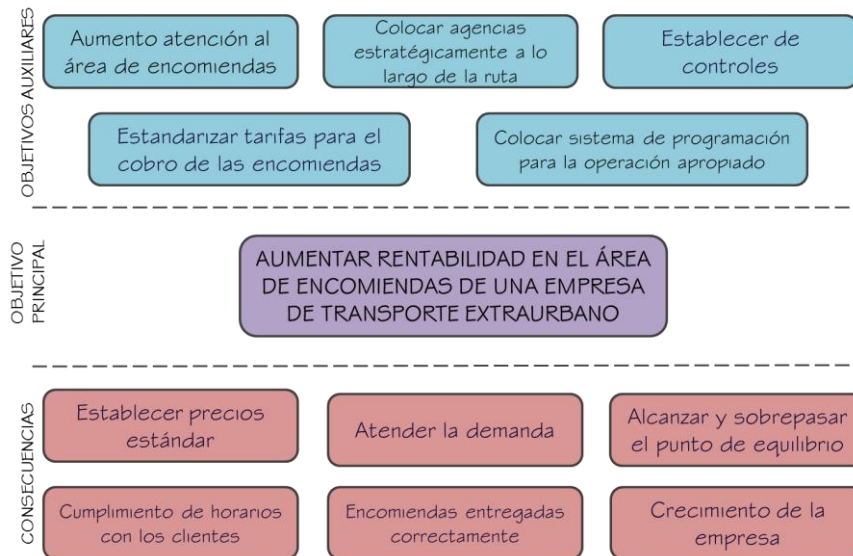 OBJETIVOS AUXILIARES
Aumento atención al
área de encomiendas
Colocar agencias
estratégicamente a lo
largo de la ruta
Establecer de
controles
Estandarizar tarifas para el
cobro de las encomiendas
Colocar sistema de programación
para la operación apropiado
OBJETIVO
PRINCIPAL
AUMENTAR RENTABILIDAD EN EL ÁREA
DE ENCOMIENDAS DE UNA EMPRESA
DE TRANSPORTE EXTRAURBANO
CONSECUENCIAS
Establecer precios
estándar
Atender la demanda
Alcanzar y sobrepasar
el punto de equilibrio
Cumplimiento de horarios
con los clientes
Encomiendas entregadas
correctamente
Crecimiento de la
empresa